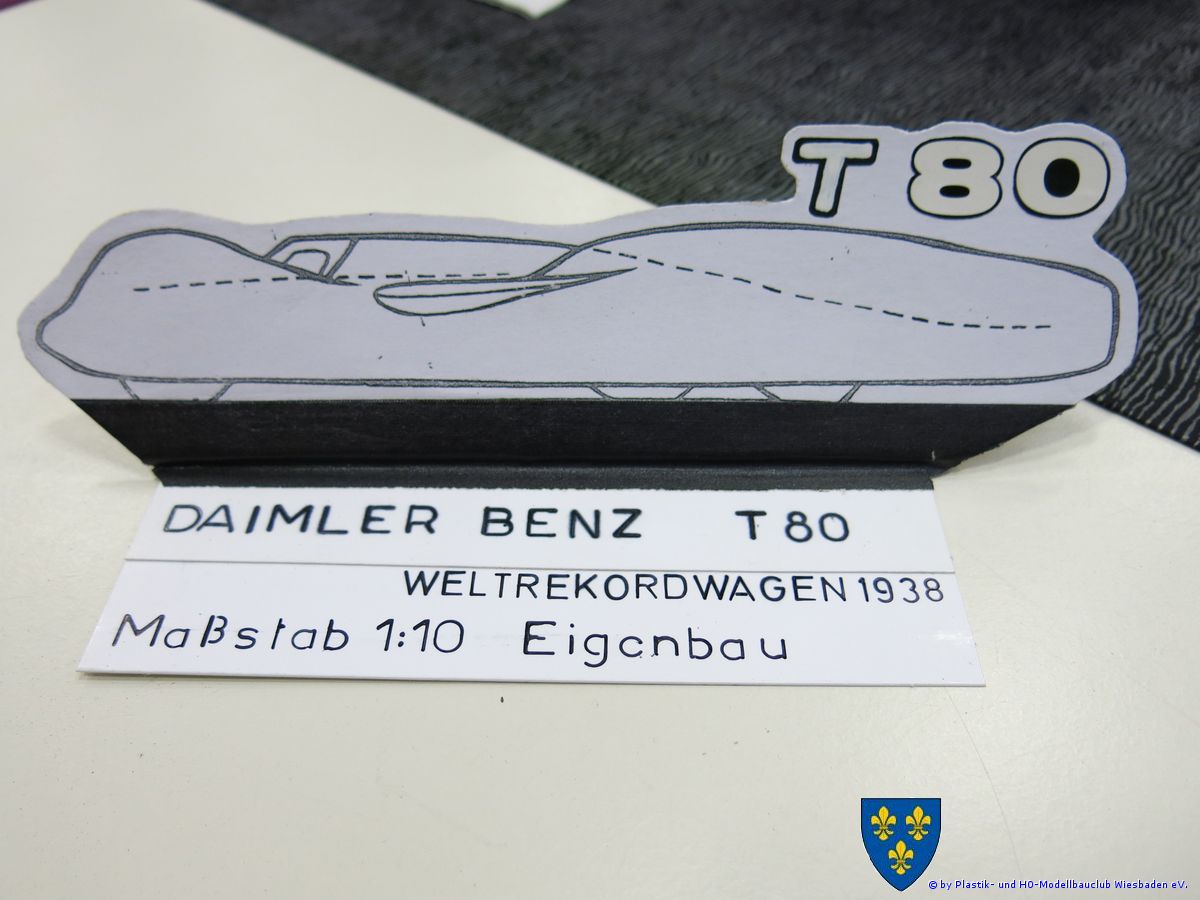 T 80
DAIMLER BENZ T 80
WELTREKORDWAGEN 1938
Maßstab 1:10 Eigenbau
© by Plastik- und H0-Modellbauclub Wiesbaden eV.